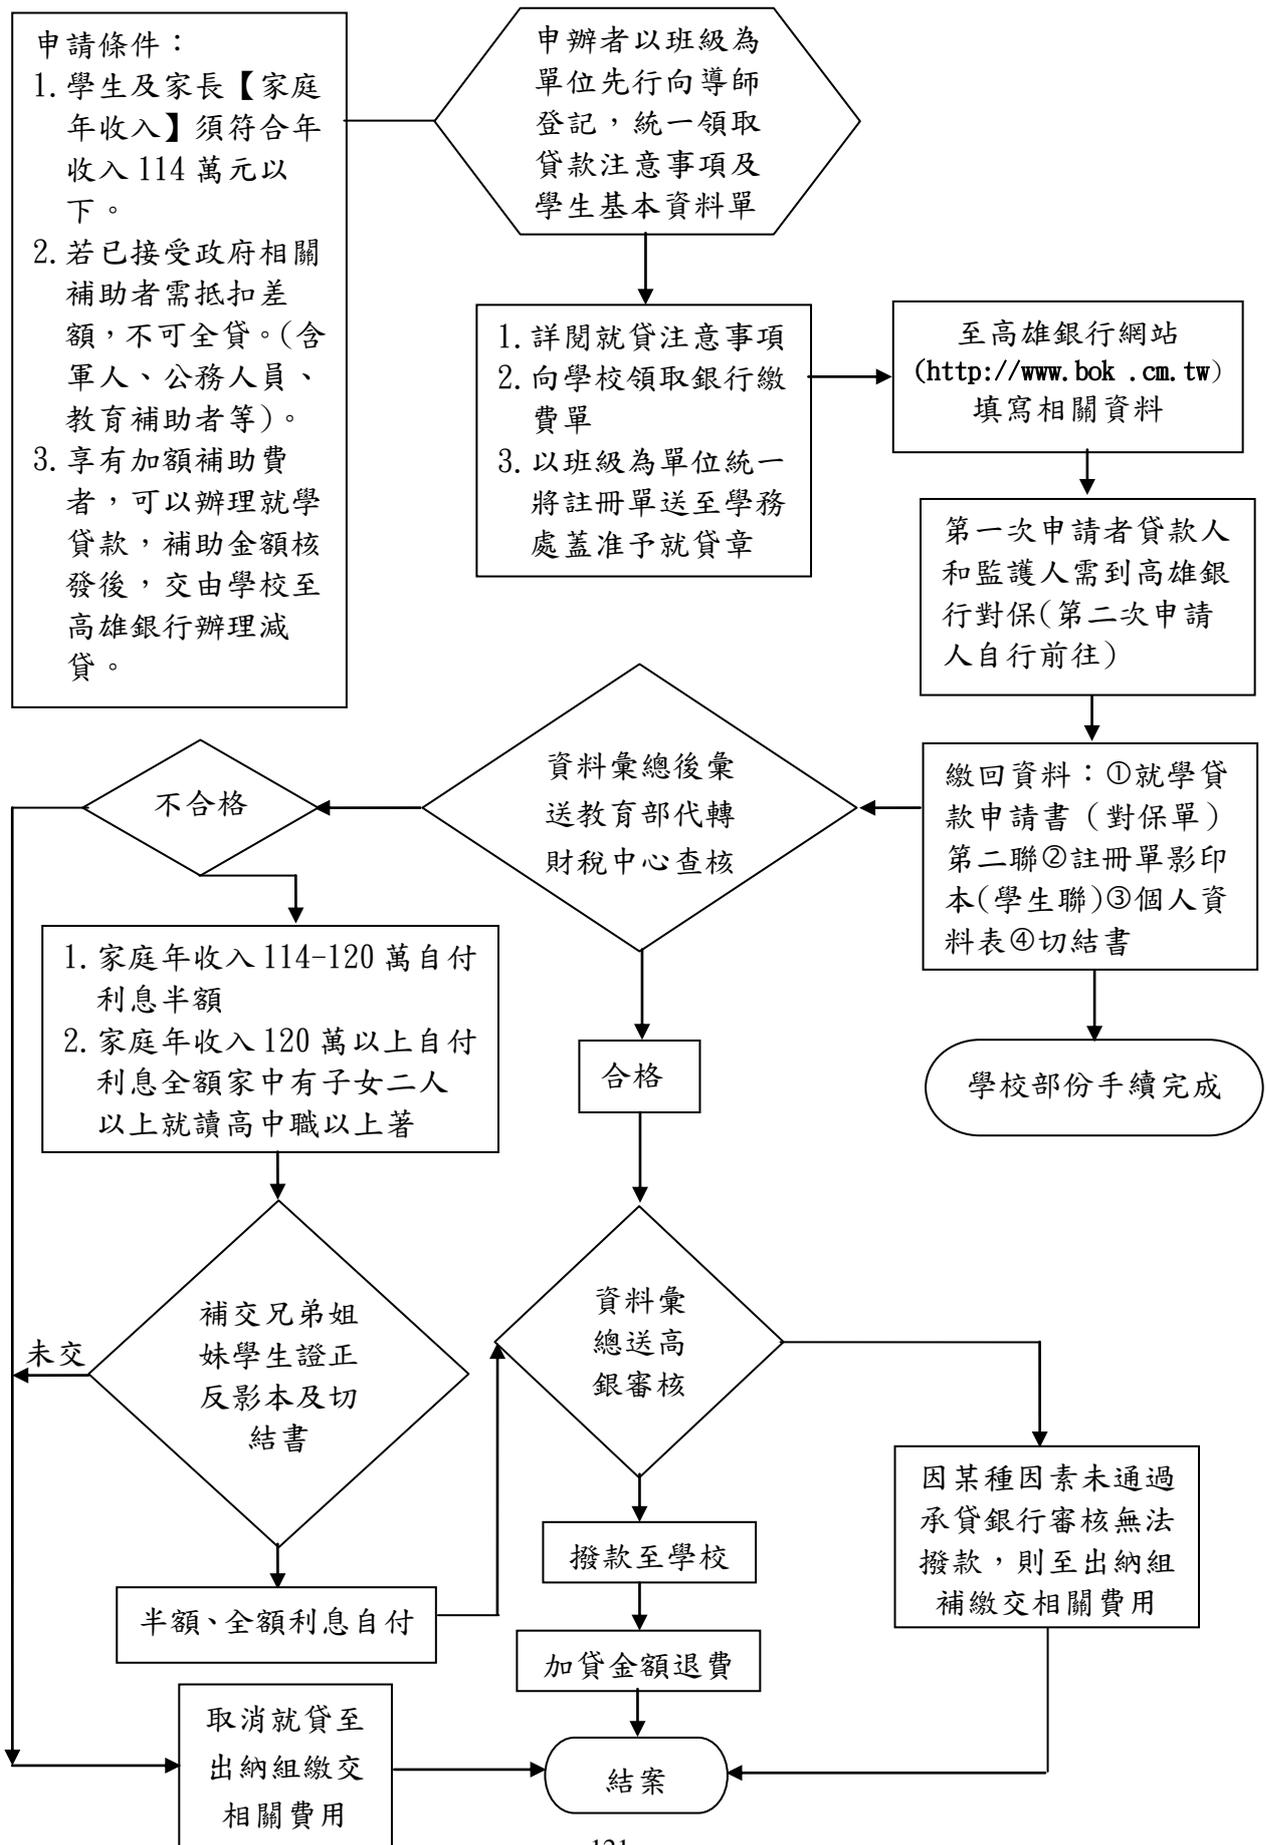 申請條件：
1. 學生及家長【家庭
年收入】須符合年
收入 114 萬元以
下。
2. 若已接受政府相關
補助者需抵扣差
額，不可全貸。(含
軍人、公務人員、
教育補助者等)。
3. 享有加額補助費
者，可以辦理就學
貸款，補助金額核
發後，交由學校至
高雄銀行辦理減
貸。
申辦者以班級為
單位先行向導師
登記，統一領取
貸款注意事項及
學生基本資料單
1. 詳閱就貸注意事項
2. 向學校領取銀行繳
費單
3. 以班級為單位統一
將註冊單送至學務
處蓋准予就貸章
至高雄銀行網站
(http://www.bok .cm.tw)
填寫相關資料
第一次申請者貸款人
和監護人需到高雄銀
行對保(第二次申請
人自行前往)
繳回資料：①就學貸
款申請書（對保單）
第二聯②註冊單影印
本(學生聯)③個人資
料表④切結書
學校部份手續完成
資料彙總後彙
送教育部代轉
財稅中心查核
不合格
1. 家庭年收入 114-120 萬自付
利息半額
2. 家庭年收入 120 萬以上自付
利息全額家中有子女二人
以上就讀高中職以上著
合格
補交兄弟姐
妹學生證正
反影本及切
結書
未交
資料彙
總送高
銀審核
半額、全額利息自付
撥款至學校
加貸金額退費
因某種因素未通過
承貸銀行審核無法
撥款，則至出納組
補繳交相關費用
取消就貸至
出納組繳交
相關費用
結案